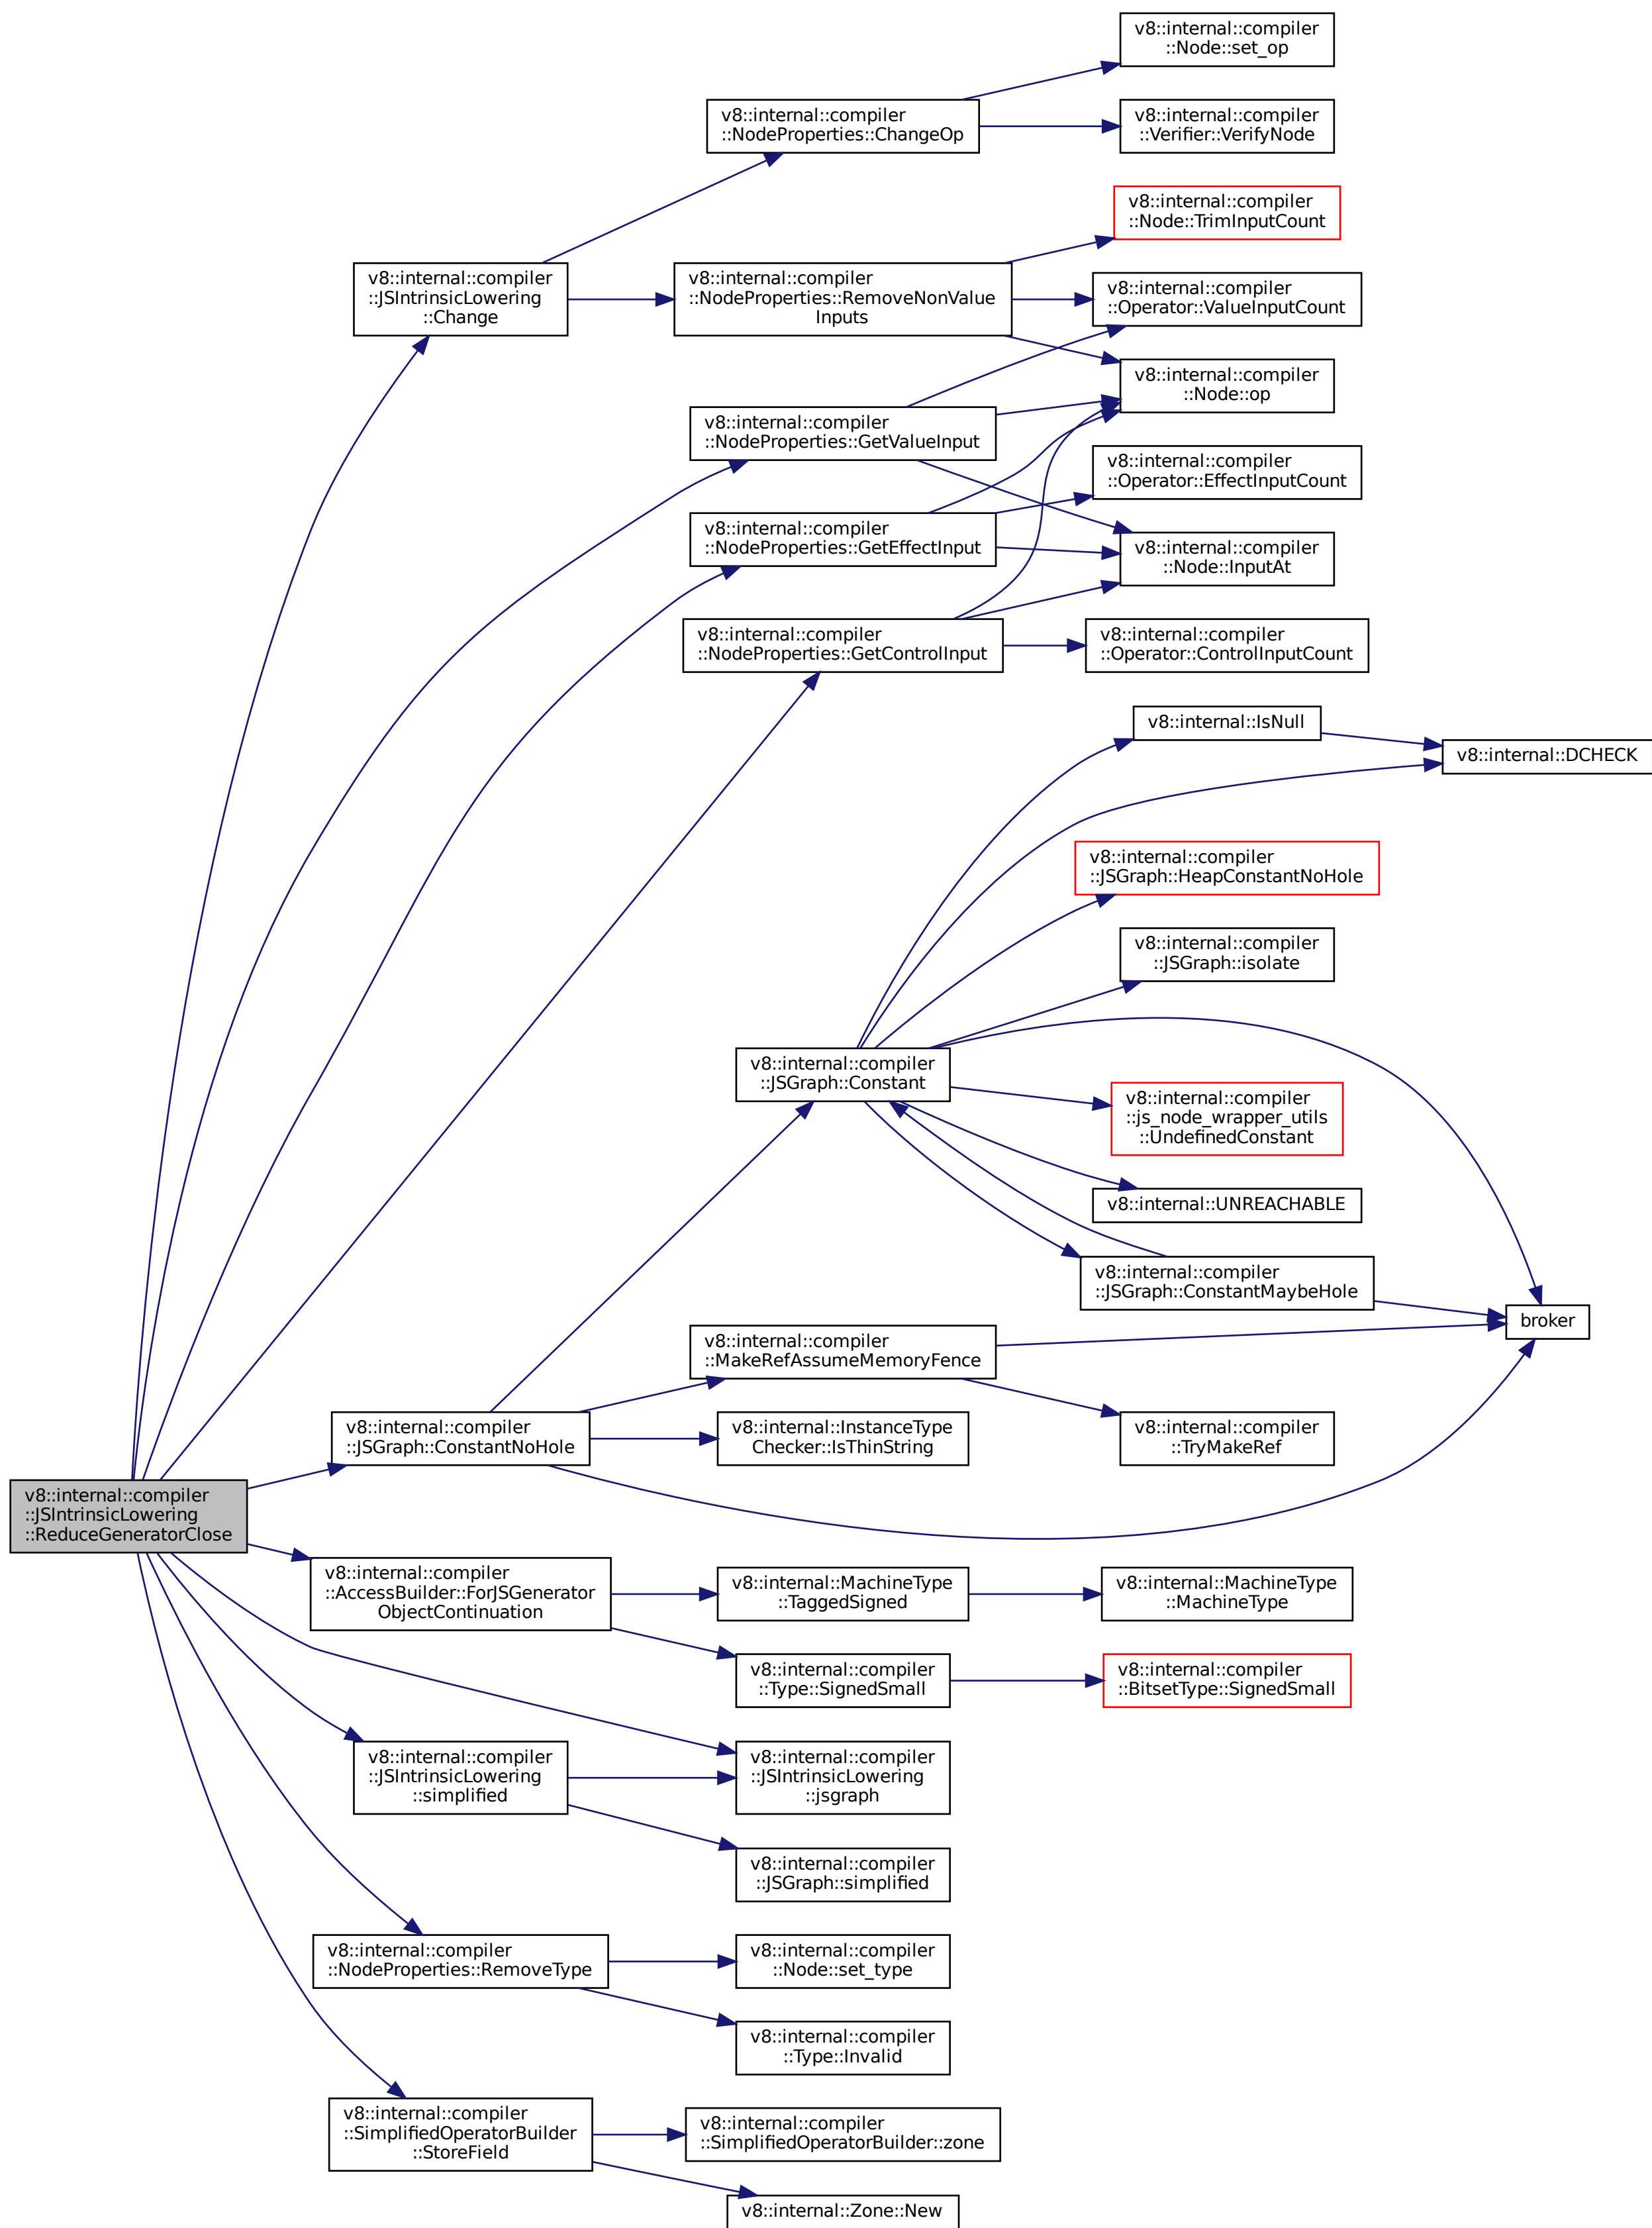 v8::internal::compiler
::Node::set_op
v8::internal::compiler
::NodeProperties::ChangeOp
v8::internal::compiler
::Verifier::VerifyNode
v8::internal::compiler
::Node::TrimInputCount
v8::internal::compiler
::JSIntrinsicLowering
::Change
v8::internal::compiler
::NodeProperties::RemoveNonValue
Inputs
v8::internal::compiler
::Operator::ValueInputCount
v8::internal::compiler
::Node::op
v8::internal::compiler
::NodeProperties::GetValueInput
v8::internal::compiler
::Operator::EffectInputCount
v8::internal::compiler
::NodeProperties::GetEffectInput
v8::internal::compiler
::Node::InputAt
v8::internal::compiler
::NodeProperties::GetControlInput
v8::internal::compiler
::Operator::ControlInputCount
v8::internal::IsNull
v8::internal::DCHECK
v8::internal::compiler
::JSGraph::HeapConstantNoHole
v8::internal::compiler
::JSGraph::isolate
v8::internal::compiler
::JSGraph::Constant
v8::internal::compiler
::js_node_wrapper_utils
::UndefinedConstant
v8::internal::UNREACHABLE
v8::internal::compiler
::JSGraph::ConstantMaybeHole
broker
v8::internal::compiler
::MakeRefAssumeMemoryFence
v8::internal::compiler
::JSGraph::ConstantNoHole
v8::internal::InstanceType
Checker::IsThinString
v8::internal::compiler
::TryMakeRef
v8::internal::compiler
::JSIntrinsicLowering
::ReduceGeneratorClose
v8::internal::compiler
::AccessBuilder::ForJSGenerator
ObjectContinuation
v8::internal::MachineType
::TaggedSigned
v8::internal::MachineType
::MachineType
v8::internal::compiler
::Type::SignedSmall
v8::internal::compiler
::BitsetType::SignedSmall
v8::internal::compiler
::JSIntrinsicLowering
::simplified
v8::internal::compiler
::JSIntrinsicLowering
::jsgraph
v8::internal::compiler
::JSGraph::simplified
v8::internal::compiler
::NodeProperties::RemoveType
v8::internal::compiler
::Node::set_type
v8::internal::compiler
::Type::Invalid
v8::internal::compiler
::SimplifiedOperatorBuilder
::StoreField
v8::internal::compiler
::SimplifiedOperatorBuilder::zone
v8::internal::Zone::New